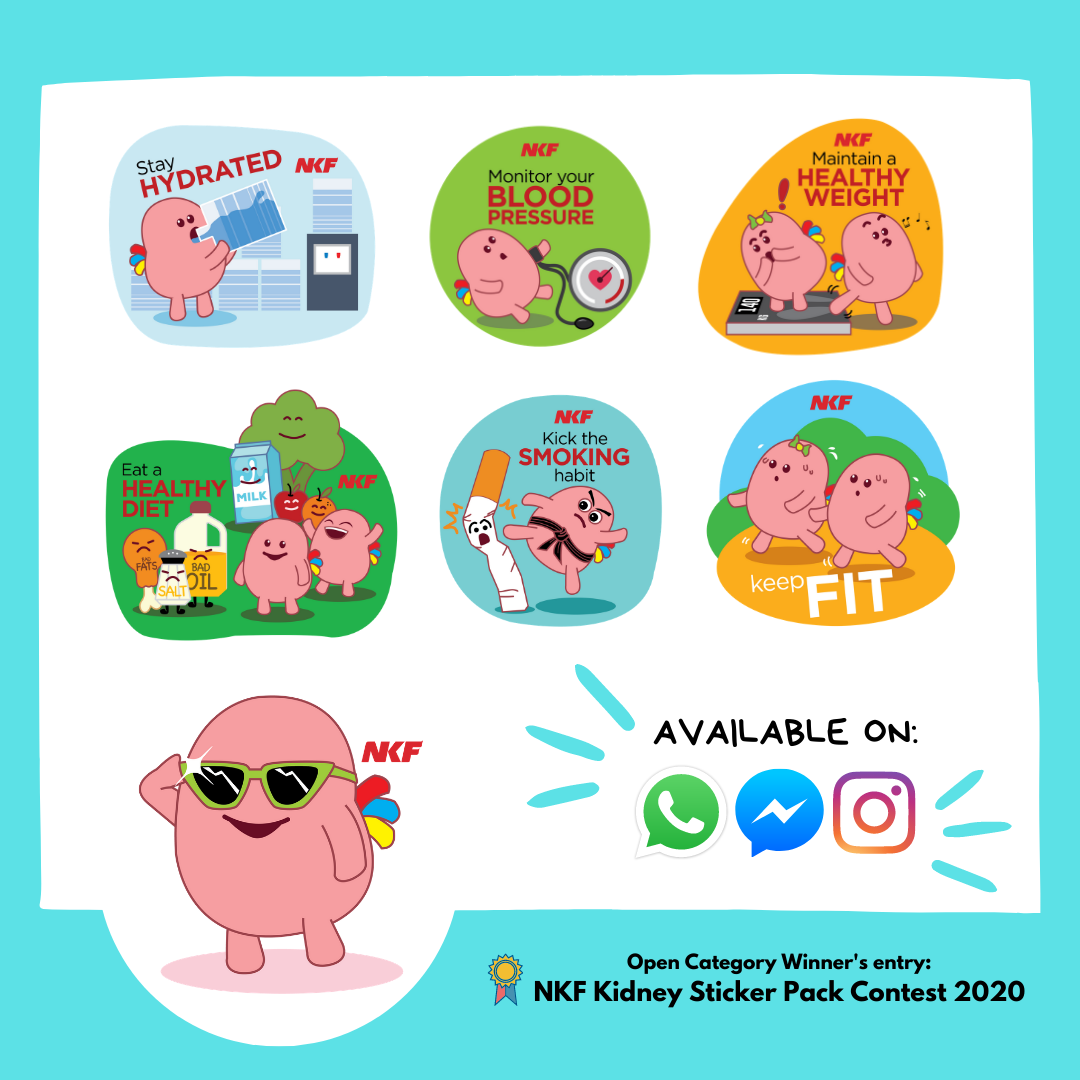 Stay
HYDRATED
NKF
NKF
Monitor your
BLOOD
PRESSURE
NKF
Maintain a
HEALTHY
WEIGHT
!
140
KG
Eat a
HEALTHY
DIET
NKF
MILK
BAD
FATS
SALT
BAD
OIL
NKF
Kick the
SMOKING
habit
NKF
keep FIT
NKF
AVAILABLE ON:
Open Category Winner's entry:
NKF Kidney Sticker Pack Contest 2020